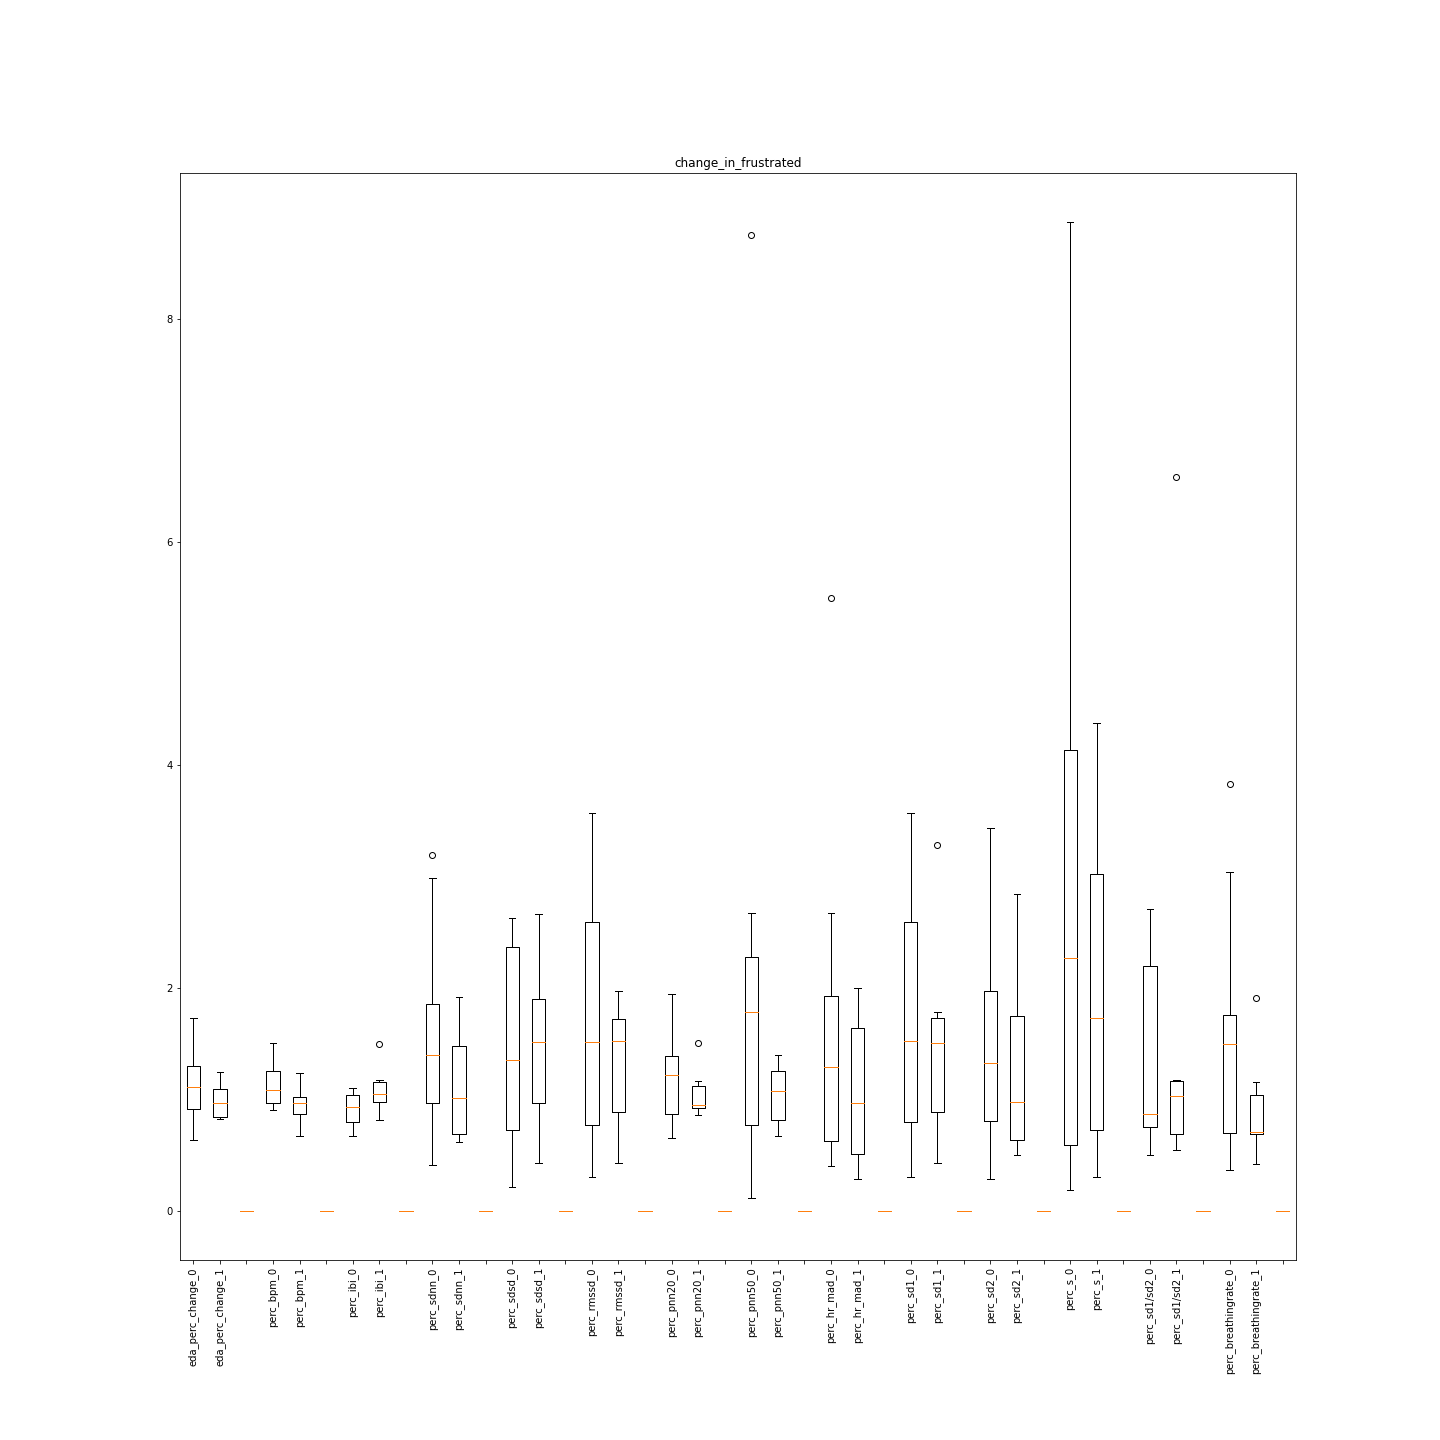 change_in_frustrated
8
6
4
2
0
eda_perc_change_0
eda_perc_change_1
perc_bpm_0
perc_bpm_1
perc_ibi_0
perc_ibi_1
perc_sdnn_0
perc_sdnn_1
perc_sdsd_0
perc_sdsd_1
perc_rmssd_0
perc_rmssd_1
perc_pnn20_0
perc_pnn20_1
perc_pnn50_0
perc_pnn50_1
perc_hr_mad_0
perc_hr_mad_1
perc_sd1_0
perc_sd1_1
perc_sd2_0
perc_sd2_1
perc_s_0
perc_s_1
perc_sd1/sd2_0
perc_sd1/sd2_1
perc_breathingrate_0
perc_breathingrate_1